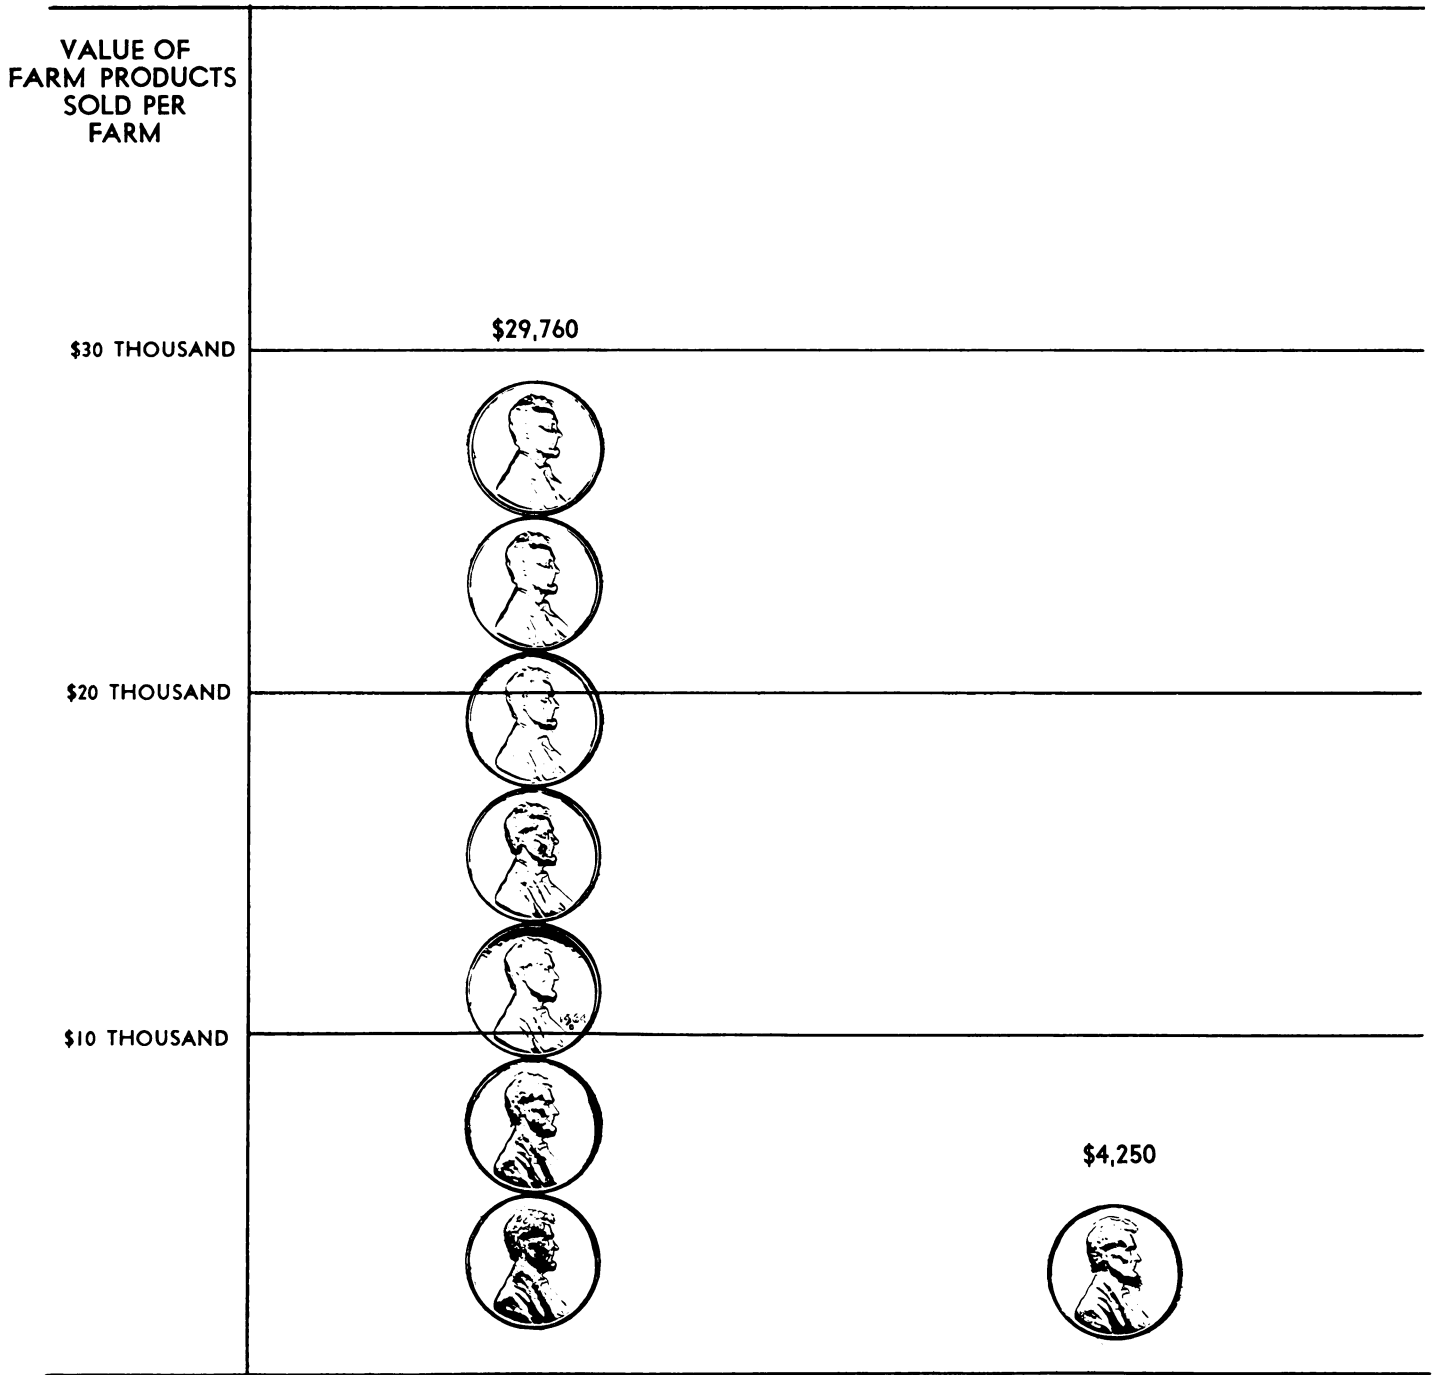 VALUE OF
FARM PRODUCTS
SOLD PER
FARM
$29,760
$30 THOUSAND
$20 THOUSAND
$10 THOUSAND
$4,250